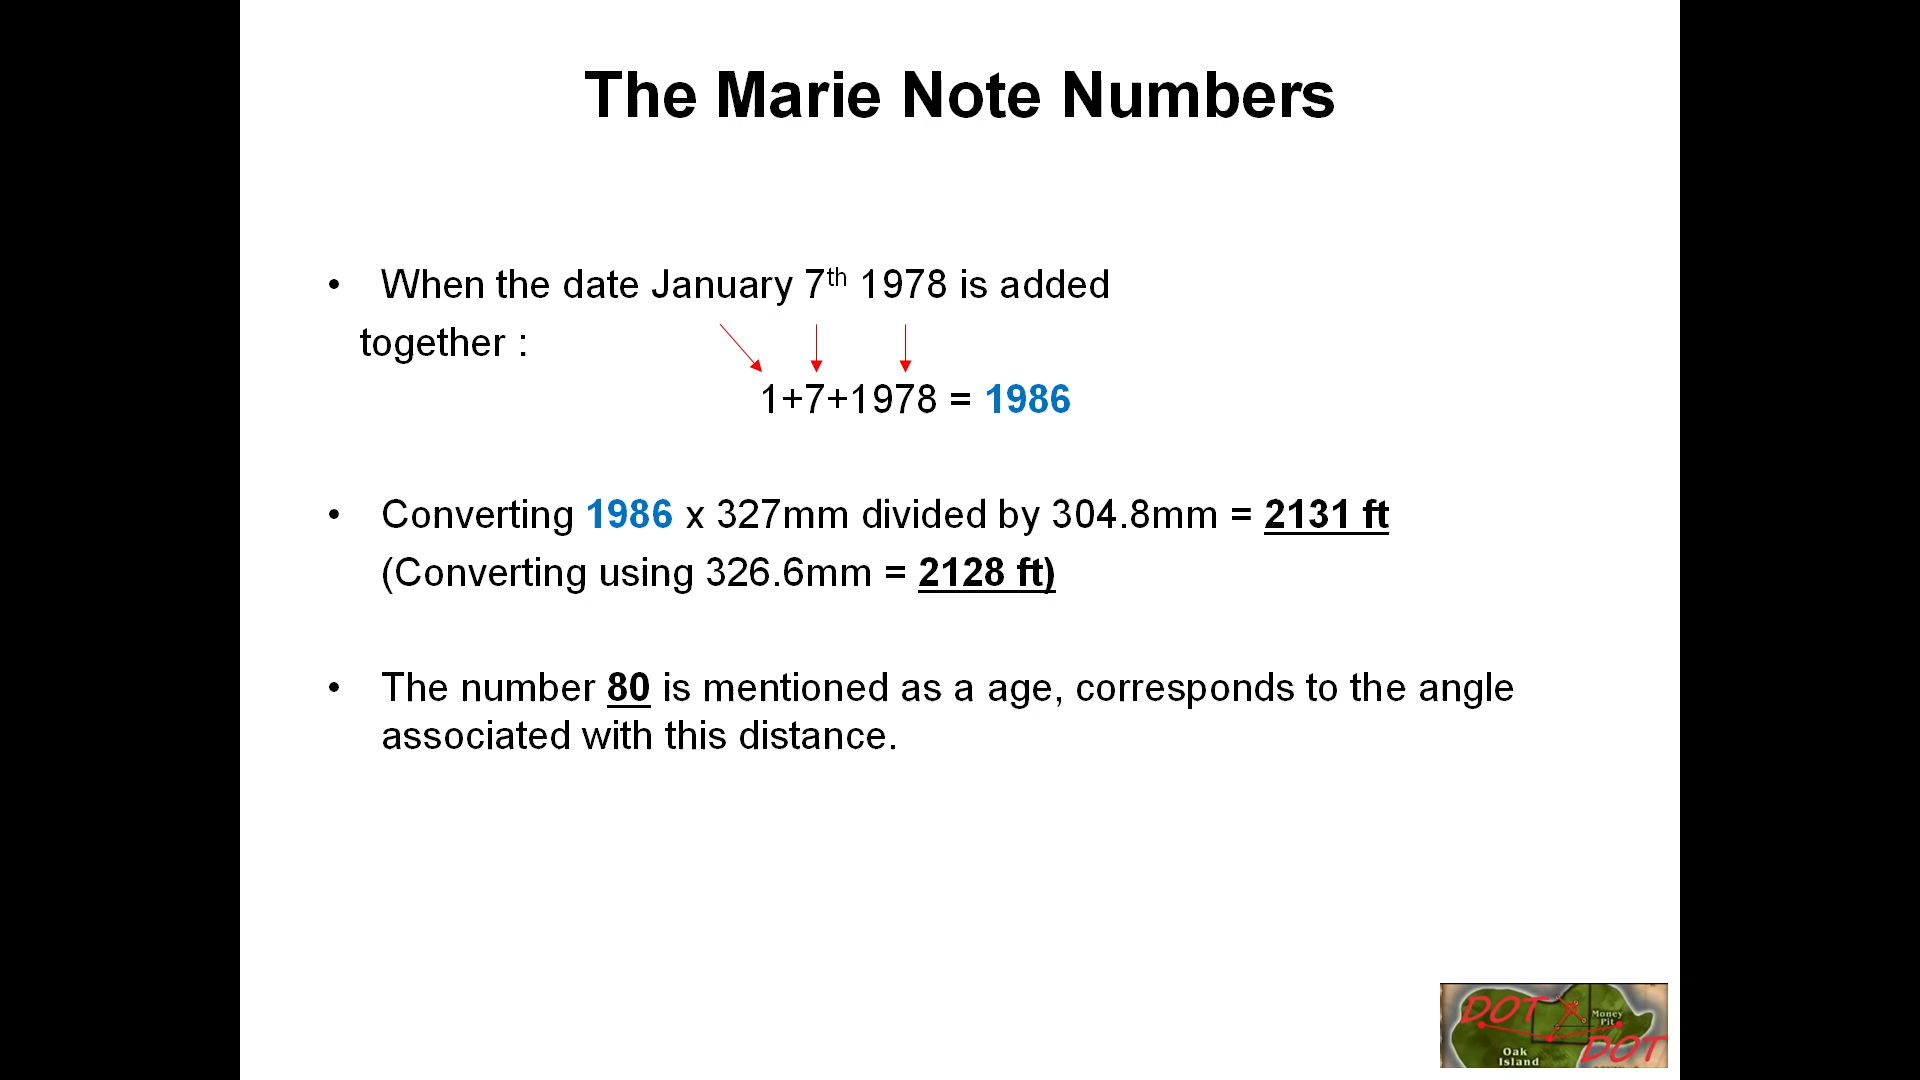 The Marie Note Numbers
• When the date January 7th 1978 is added
together :
1+7+1978 = 1986
• Converting 1986 x 327mm divided by 304.8mm = 2131 ft
(Converting using 326.6mm = 2128 ft)
• The number 80 is mentioned as a age, corresponds to the angle
associated with this distance.
DOT
Money
Pit
DOT
Oak
Island